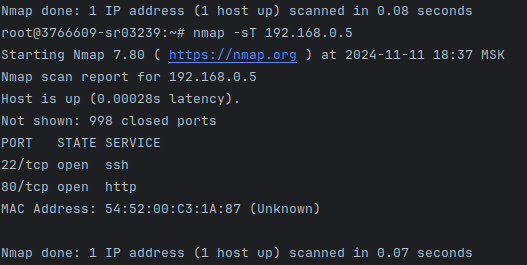 Nmap done: 1 IP address (1 host up) scanned in 0.08 seconds
root@3766609-sr03239:~# nmap -sT 192.168.0.5
Starting Nmap 7.80 ( https://nmap.org ) at 2024-11-11 18:37 MSK
Nmap scan report for 192.168.0.5
Host is up (0.00028s latency).
Not shown: 998 closed ports
PORT   STATE SERVICE
22/tcp open  ssh
80/tcp open  http
MAC Address: 54:52:00:C3:1A:87 (Unknown)

Nmap done: 1 IP address (1 host up) scanned in 0.07 seconds